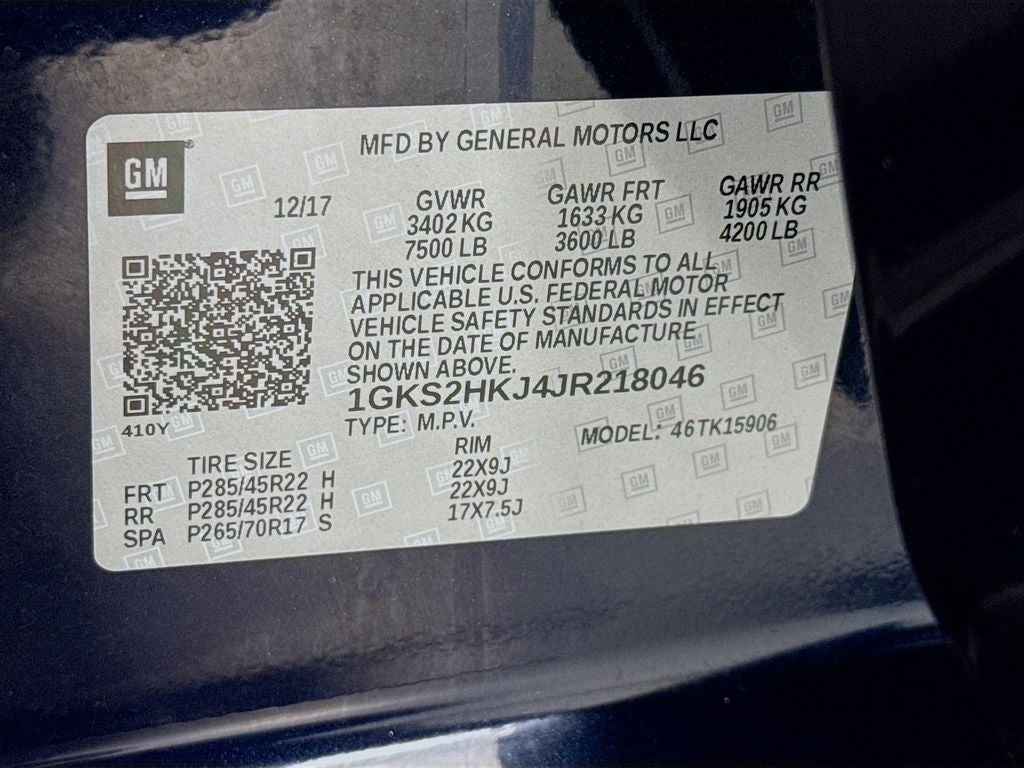 MFD BY GENERAL MOTORS LLC
GM
12/17
GVWR GAWR FRT GAWR RR
3402 KG 1633 KG 1905 KG
7500 LB 3600 LB 4200 LB
THIS VEHICLE CONFORMS TO ALL
APPLICABLE U.S. FEDERAL MOTOR
VEHICLE SAFETY STANDARDS IN EFFECT
ON THE DATE OF MANUFACTURE
SHOWN ABOVE.
1GKS2HKJ4JR218046
410Y
TYPE: M.P.V. MODEL: 46TK15906
TIRE SIZE RIM
FRT P285/45R22 H 22X9J
RR P285/45R22 H 22X9J
SPA P265/70R17 S 17X7.5J